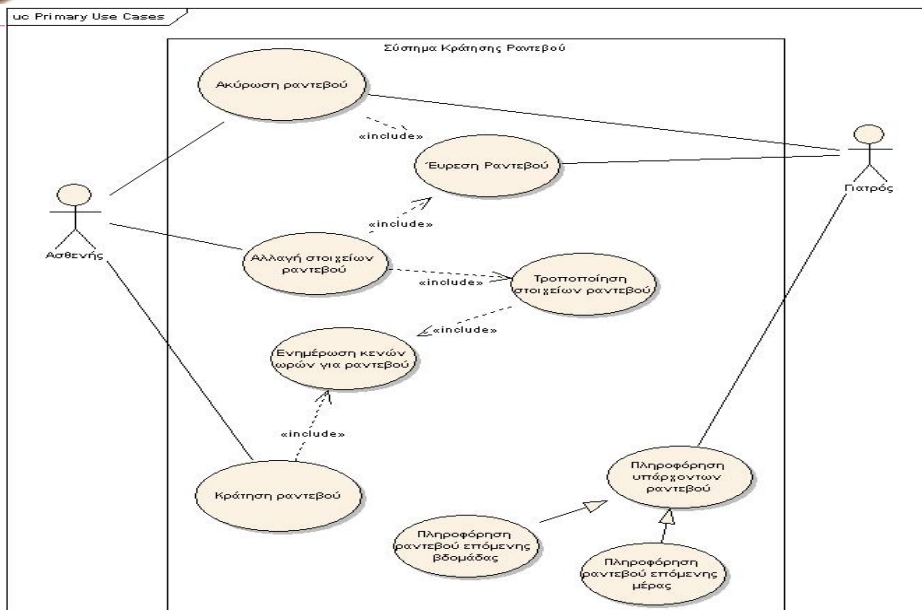 uc Primary Use Cases
Σύστημα Κράτησης Ραντεβού
Ακύρωση ραντεβού
«include»
Έυρεση Ραντεβού
Γιατρός
Ασθενής
«include»
Αλλαγή στοιχείων
ραντεβού
«include»
Τροποποίηση
στοιχείων ραντεβού
«include»
Ενημέρωση κενών
ωρών για ραντεβού
«include»
Κράτηση ραντεβού
Πληροφόρηση
υπάρχοντων
ραντεβού
Πληροφόρηση
ραντεβού επόμενης
βδομάδας
Πληροφόρηση
ραντεβού επόμενης
μέρας